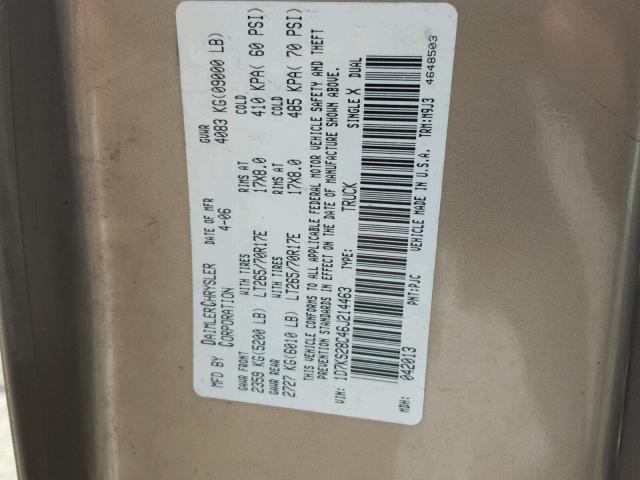 MFD BY DAIMLERCHRYSLER CORPORATION
DATE OF MFR 4-06
GVWR 4083 KG(09000 LB)
GAWR FRONT WITH TIRES RIMS AT COLD
2359 KG(5200 LB) LT265/70R17E 17X8.0 410 KPA( 60 PSI)
GAWR REAR WITH TIRES RIMS AT COLD
2727 KG(6010 LB) LT265/70R17E 17X8.0 485 KPA( 70 PSI)
THIS VEHICLE CONFORMS TO ALL APPLICABLE FEDERAL MOTOR VEHICLE SAFETY AND THEFT
PREVENTION STANDARDS IN EFFECT ON THE DATE OF MANUFACTURE SHOWN ABOVE.
VIN: 1D7KS28C46J214463 TYPE: TRUCK SINGLE X DUAL
MDH: 042013 PNT:PJC VEHICLE MADE IN U.S.A. TRM:M9J3
4648503